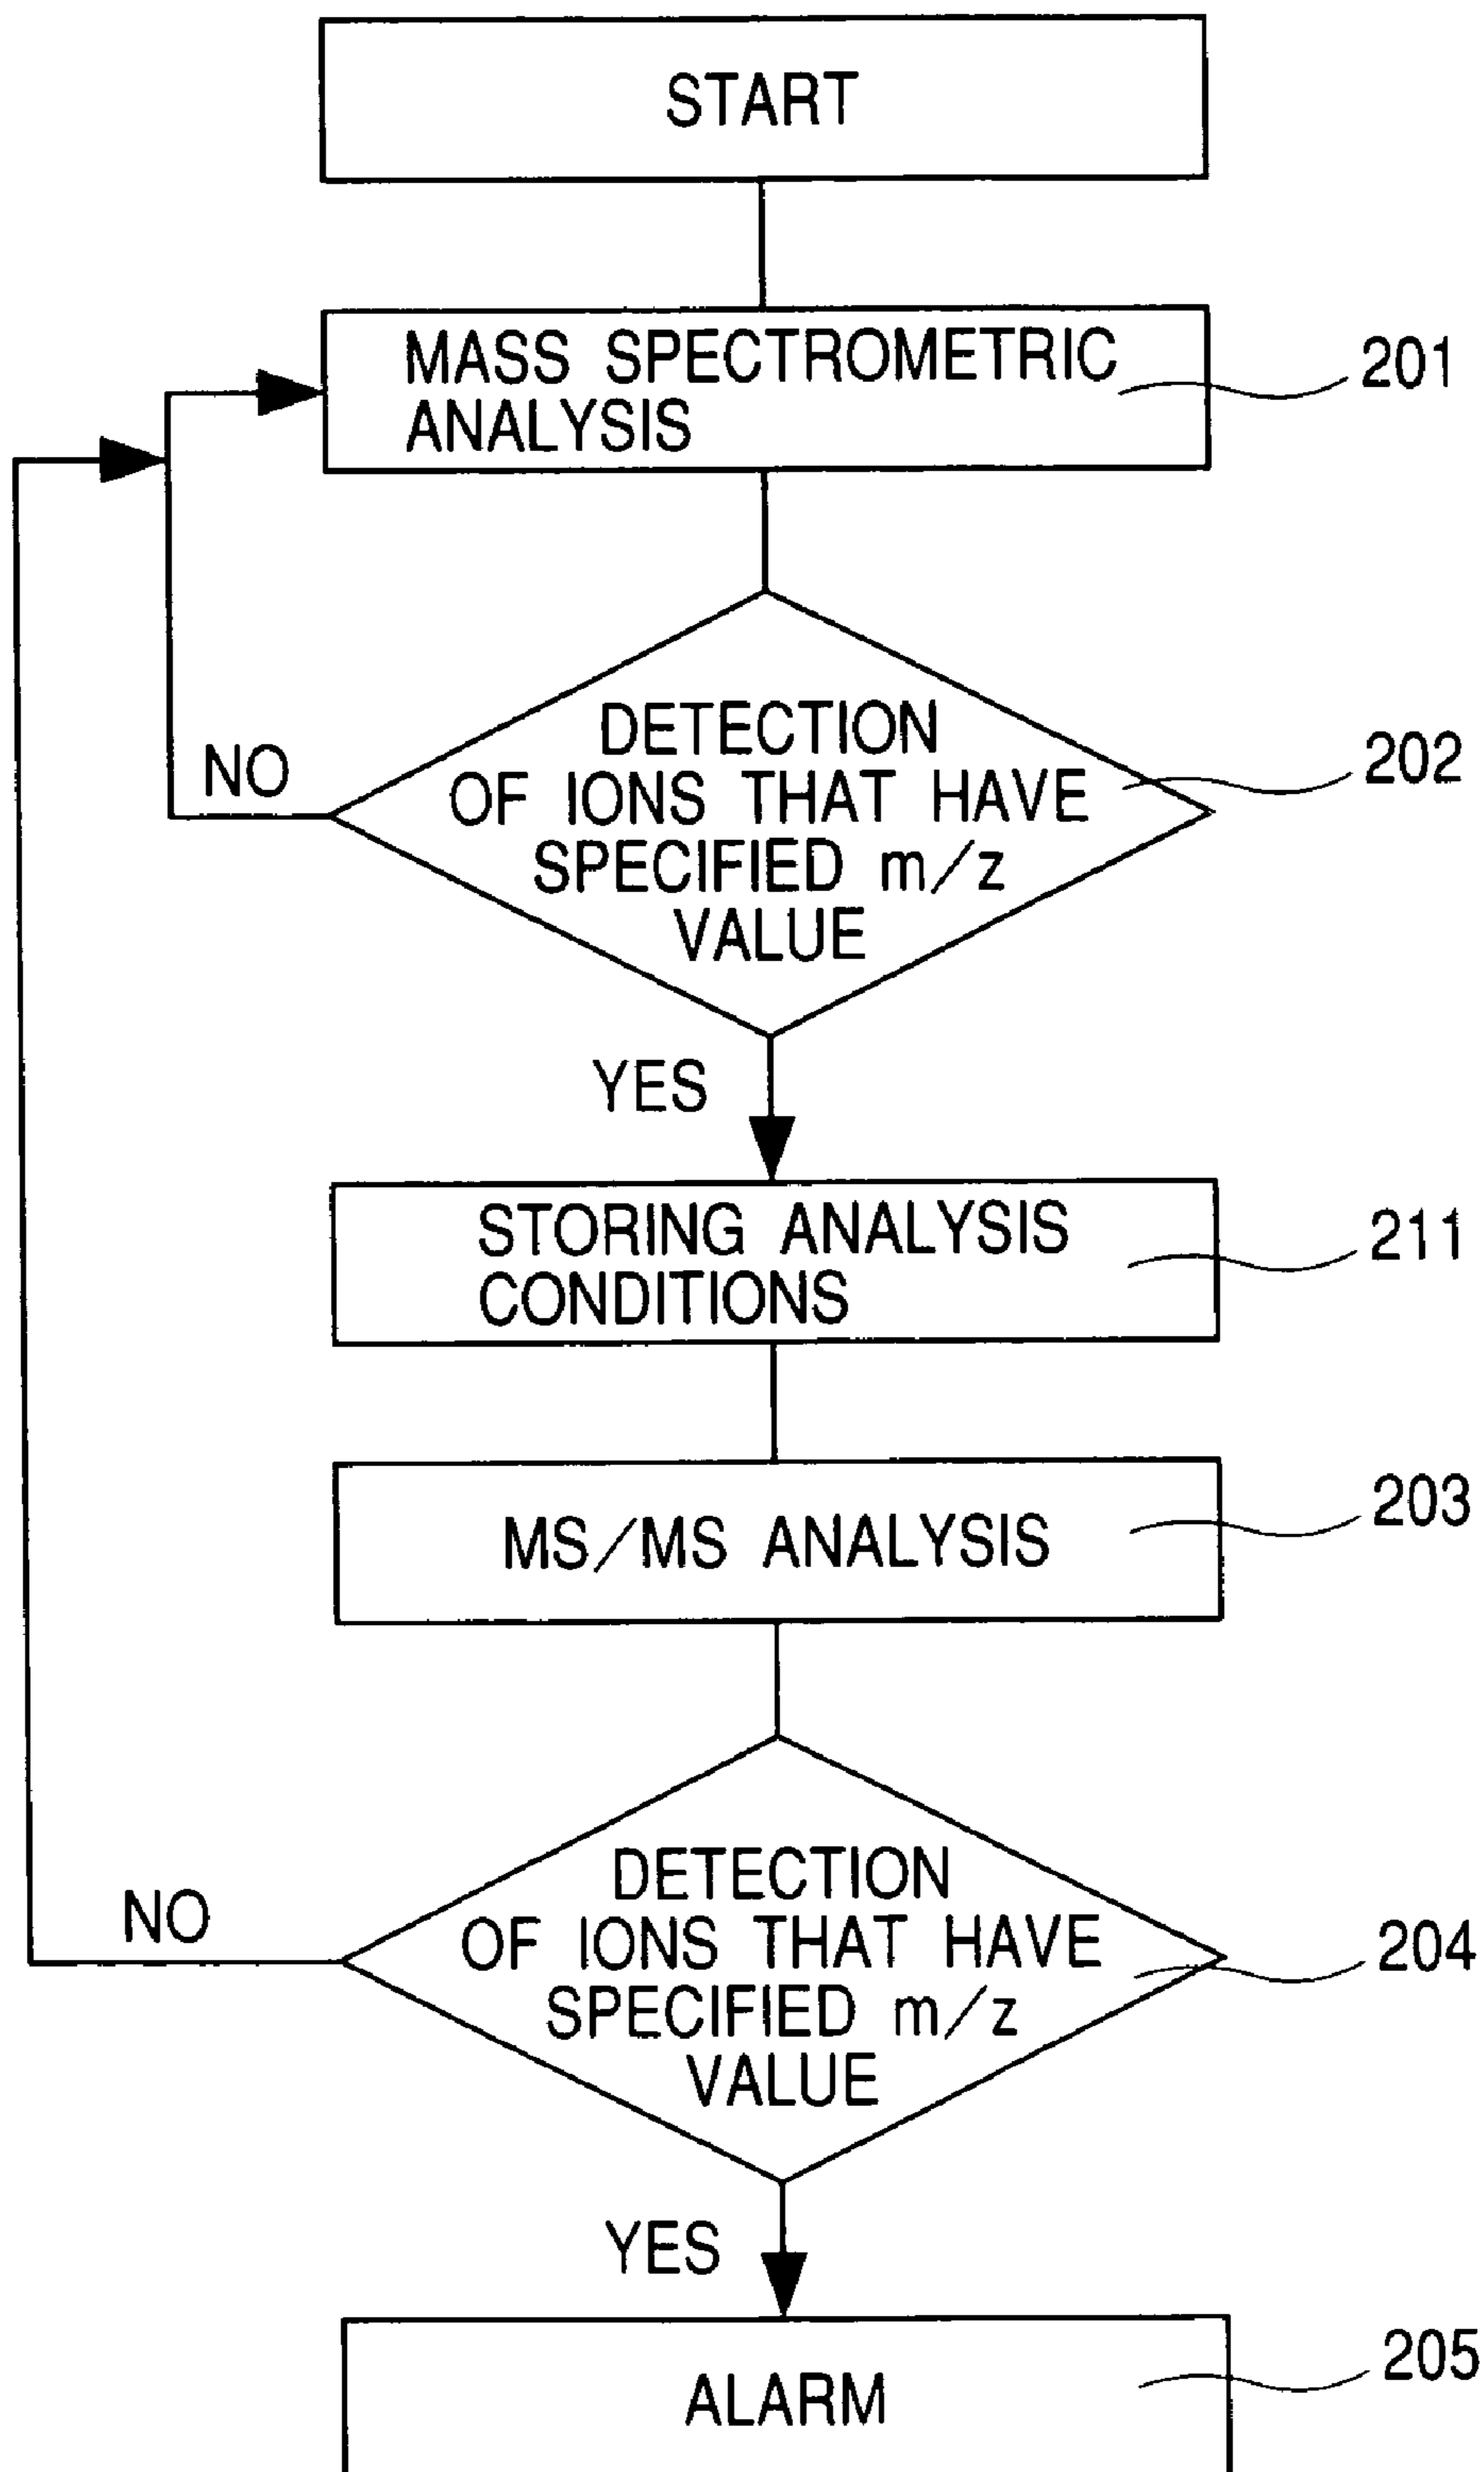 START
MASS SPECTROMETRIC
ANALYSIS
201
DETECTION
OF IONS THAT HAVE
SPECIFIED m/z
VALUE
202
NO
YES
STORING ANALYSIS
CONDITIONS
211
MS/MS ANALYSIS
203
DETECTION
OF IONS THAT HAVE
SPECIFIED m/z
VALUE
204
NO
YES
ALARM
205